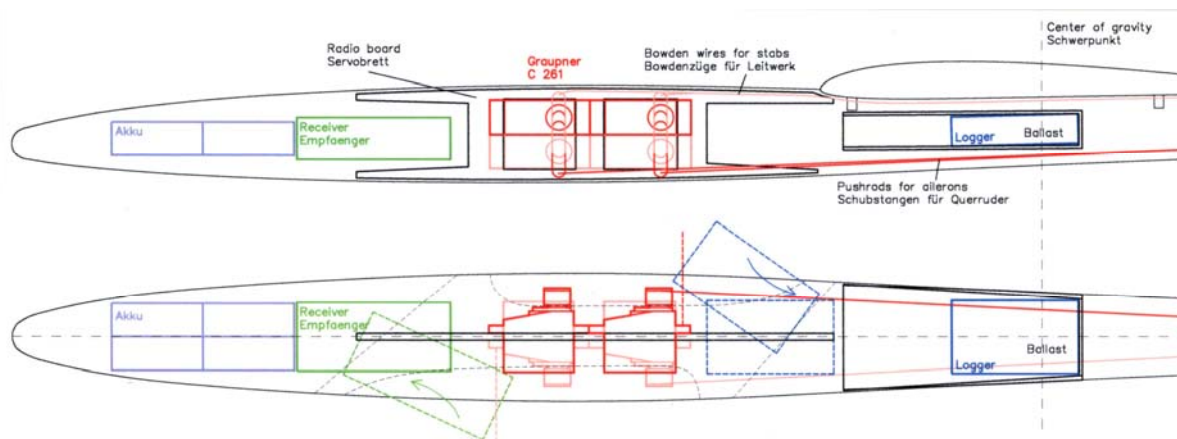 Center of gravity
Schwerpunkt
Radio board
Servobrett
Graupner
C 261
Bowden wires for stabs
Bowdenzüge für Leitwerk
Akku
Receiver
Empfaenger
Logger
Ballast
Pushrods for ailerons
Schubstangen für Querruder
Akku
Receiver
Empfaenger
Ballast
Logger